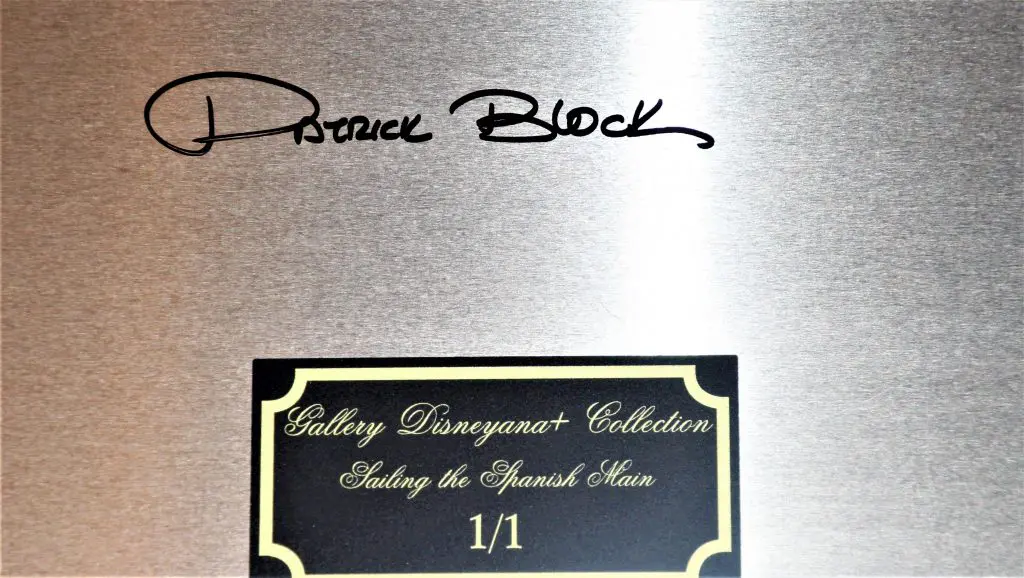 Patrick Block
Gallery Disneyana+ Collection
Sailing the Spanish Main
1/1